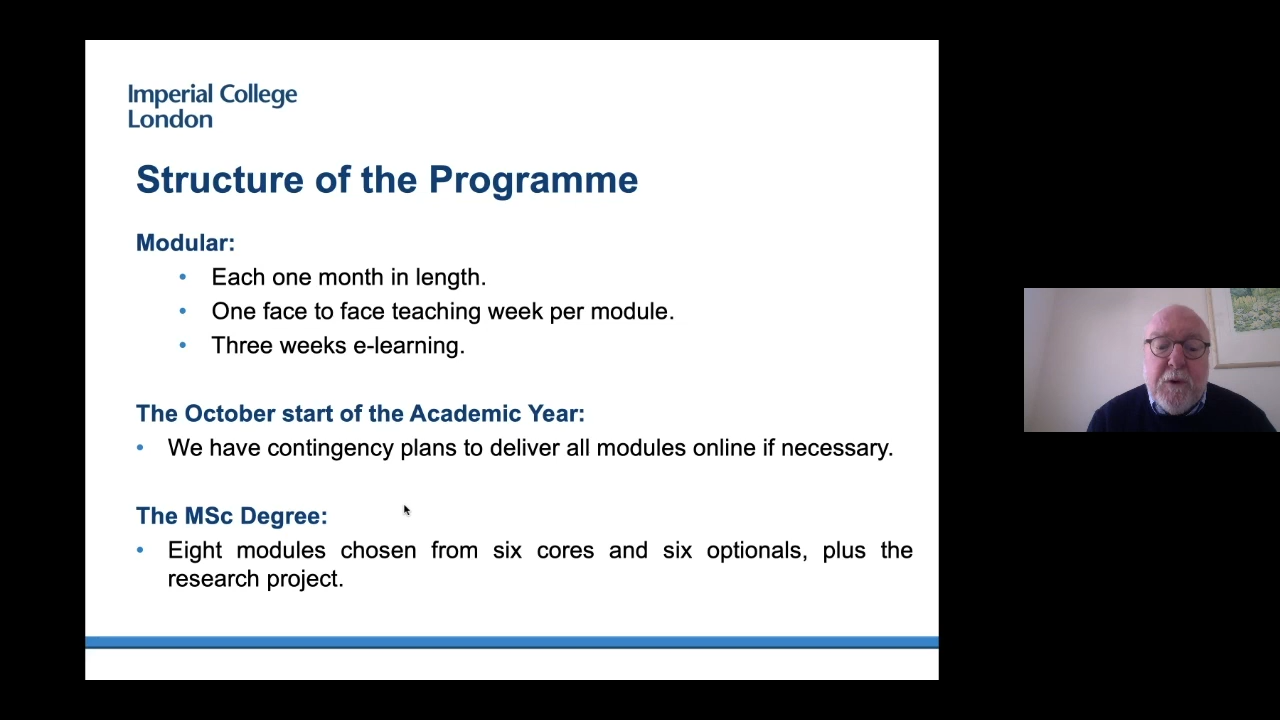 Imperial College
London
Structure of the Programme
Modular:
• Each one month in length.
• One face to face teaching week per module.
• Three weeks e-learning.
The October start of the Academic Year:
• We have contingency plans to deliver all modules online if necessary.
The MSc Degree:
• Eight modules chosen from six cores and six optionals, plus the
research project.